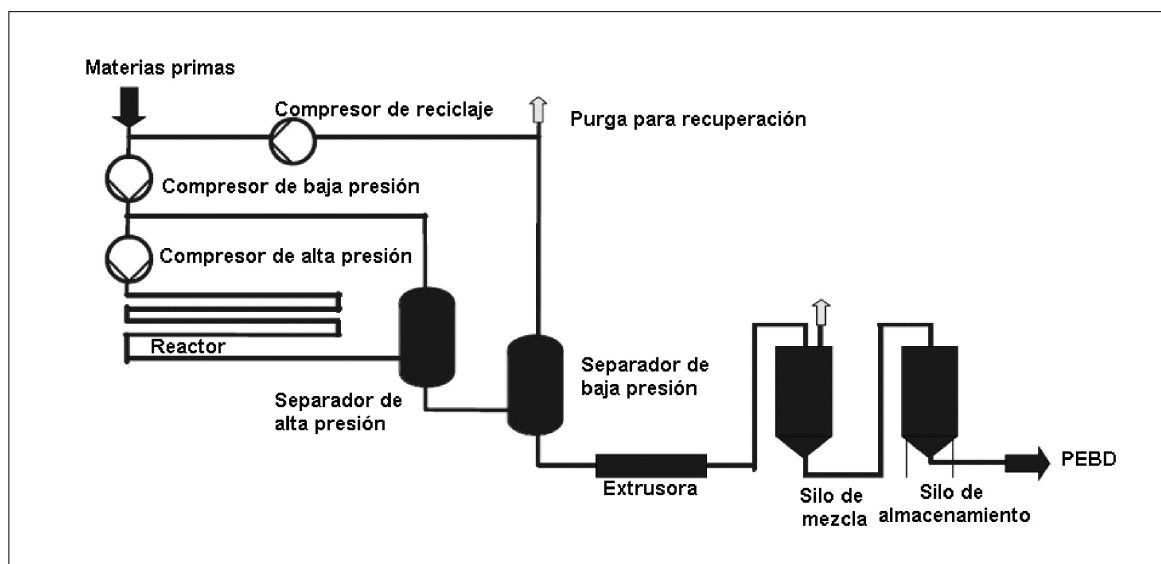 Materias primas
Compresor de reciclaje
Purga para recuperación
Compresor de baja presión
Compresor de alta presión
Reactor
Separador de
alta presión
Separador de
baja presión
Extrusora
Silo de
mezcla
Silo de
almacenamiento
PEBD